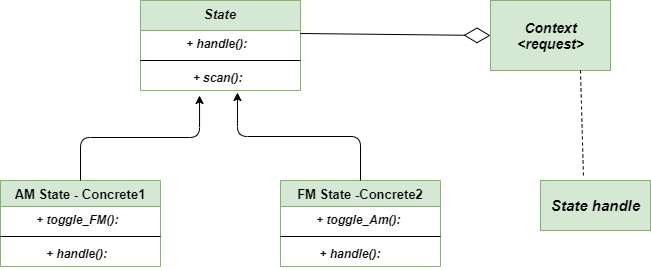 State
+ handle():
+ scan():
Context
<request>
AM State - Concrete1
+ toggle_FM():
+ handle():
FM State -Concrete2
+ toggle_Am():
+ handle():
State handle